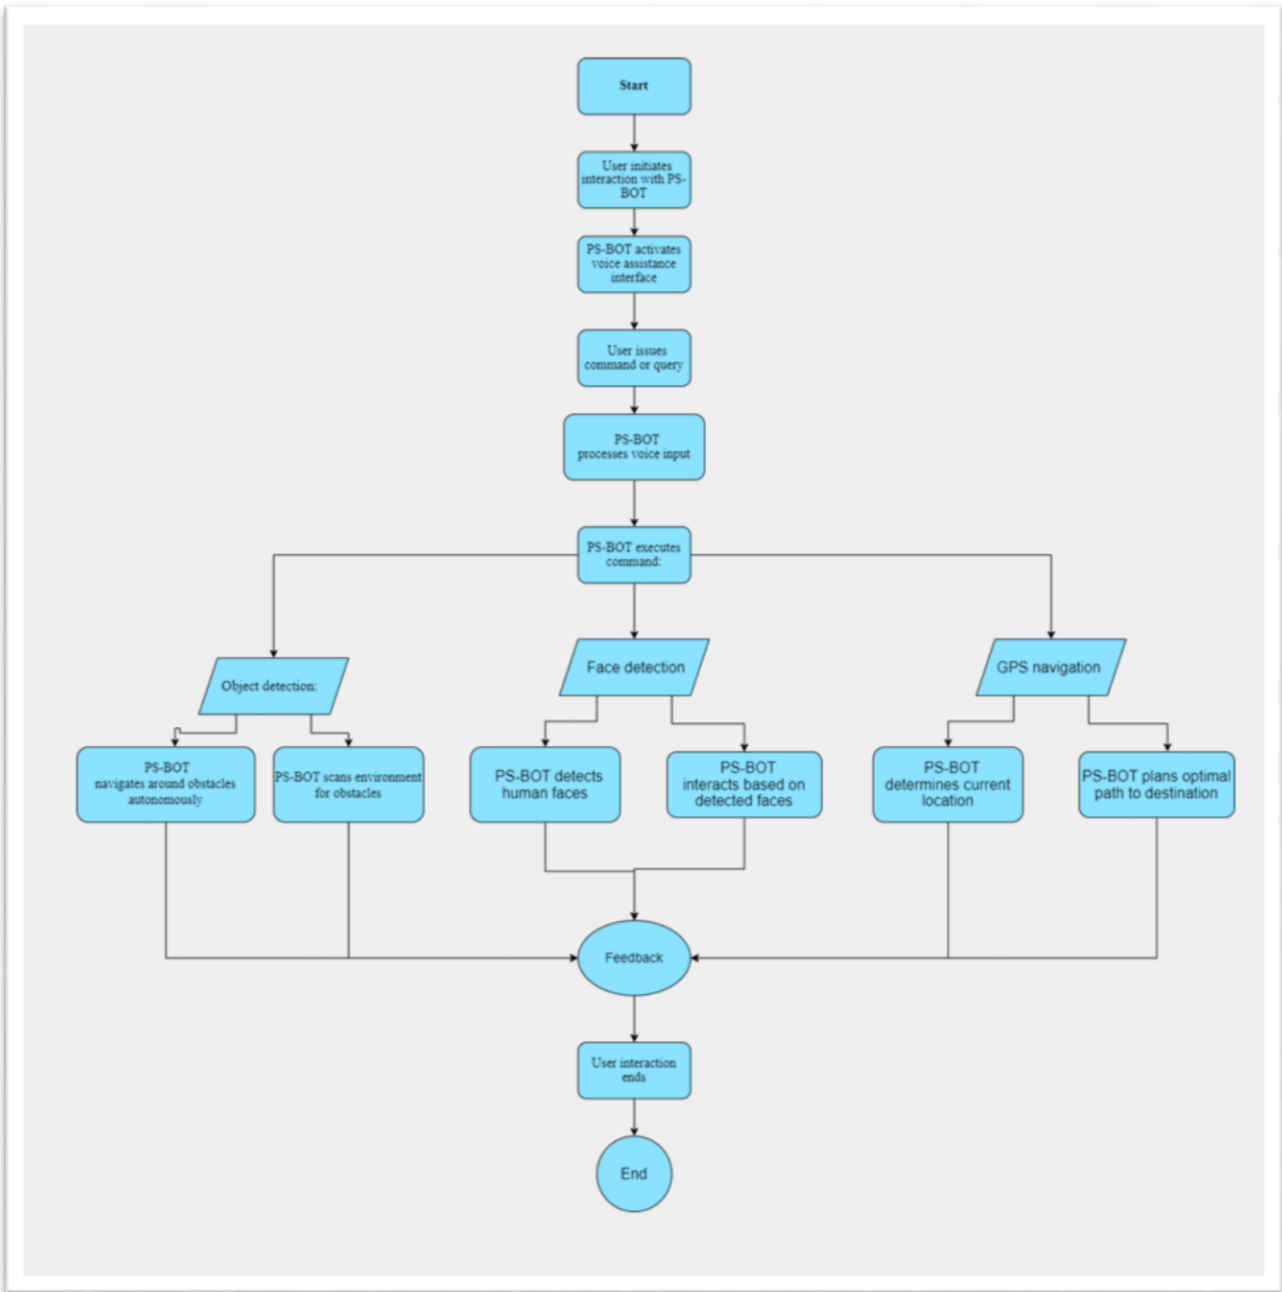 Start
User initiates
interaction with PS-
BOT
PS-BOT activates
voice assistance
interface
User issues
command or query
PS-BOT
processes voice input
PS-BOT executes
command:
Object detection:
Face detection
GPS navigation
PS-BOT
navigates around obstacles
autonomously
PS-BOT scans environment
for obstacles
PS-BOT detects
human faces
PS-BOT
interacts based on
detected faces
PS-BOT
determines current
location
PS-BOT plans optimal
path to destination
Feedback
User interaction
ends
End